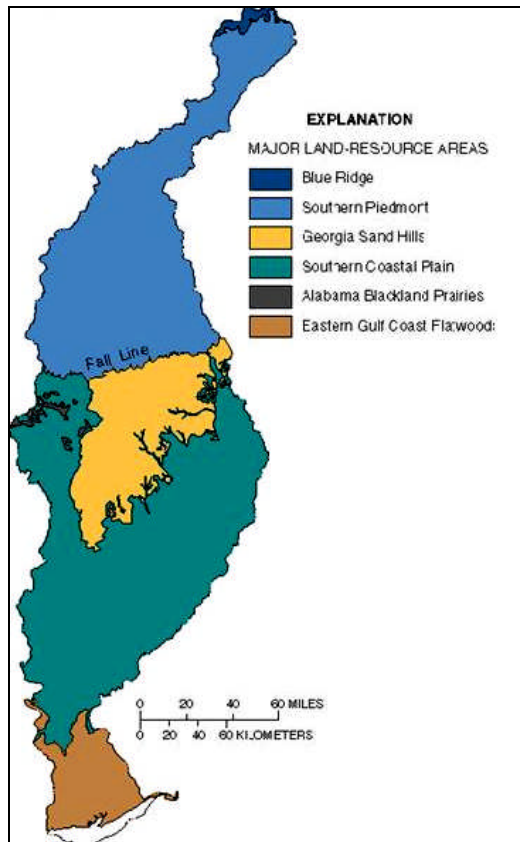 EXPLANATION
MAJOR LAND-RESOURCE AREAS
Blue Ridge
Southern Piedmont
Georgia Sand Hills
Southern Coastal Plain
Alabama Blackland Prairies
Eastern Gulf Coast Flatwoods
Fall Line
0 20 40 60 MILES
0 20 40 60 KILOMETERS